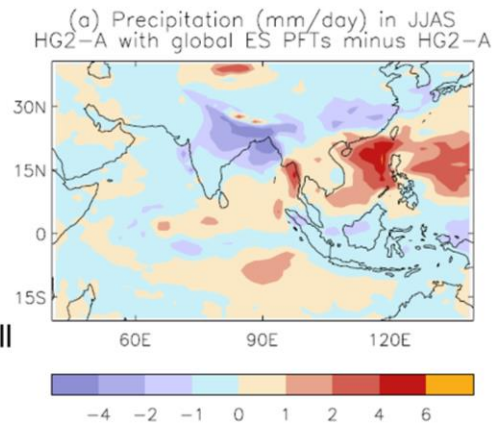 (a) Precipitation (mm/day) in JJAS
HG2-A with global ES PFTs minus HG2-A
30N
15N
0
15S
ll
60E 90E 120E
-4 -2 -1 0 1 2 4 6